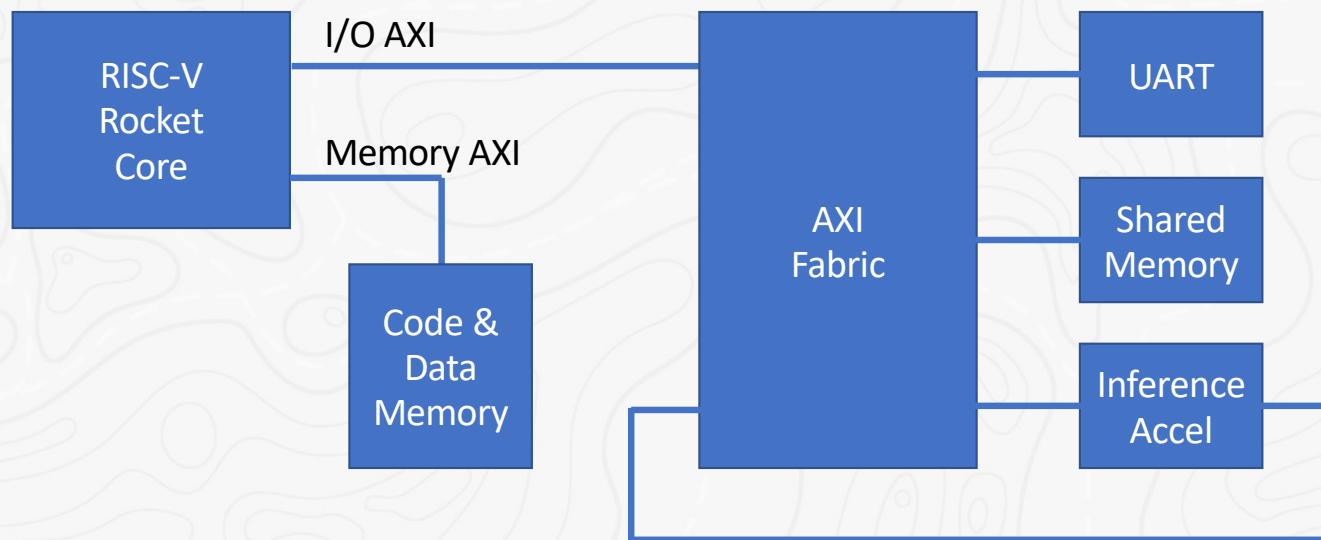 RISC-V
Rocket
Core
I/O AXI
Memory AXI
Code &
Data
Memory
AXI
Fabric
UART
Shared
Memory
Inference
Accel